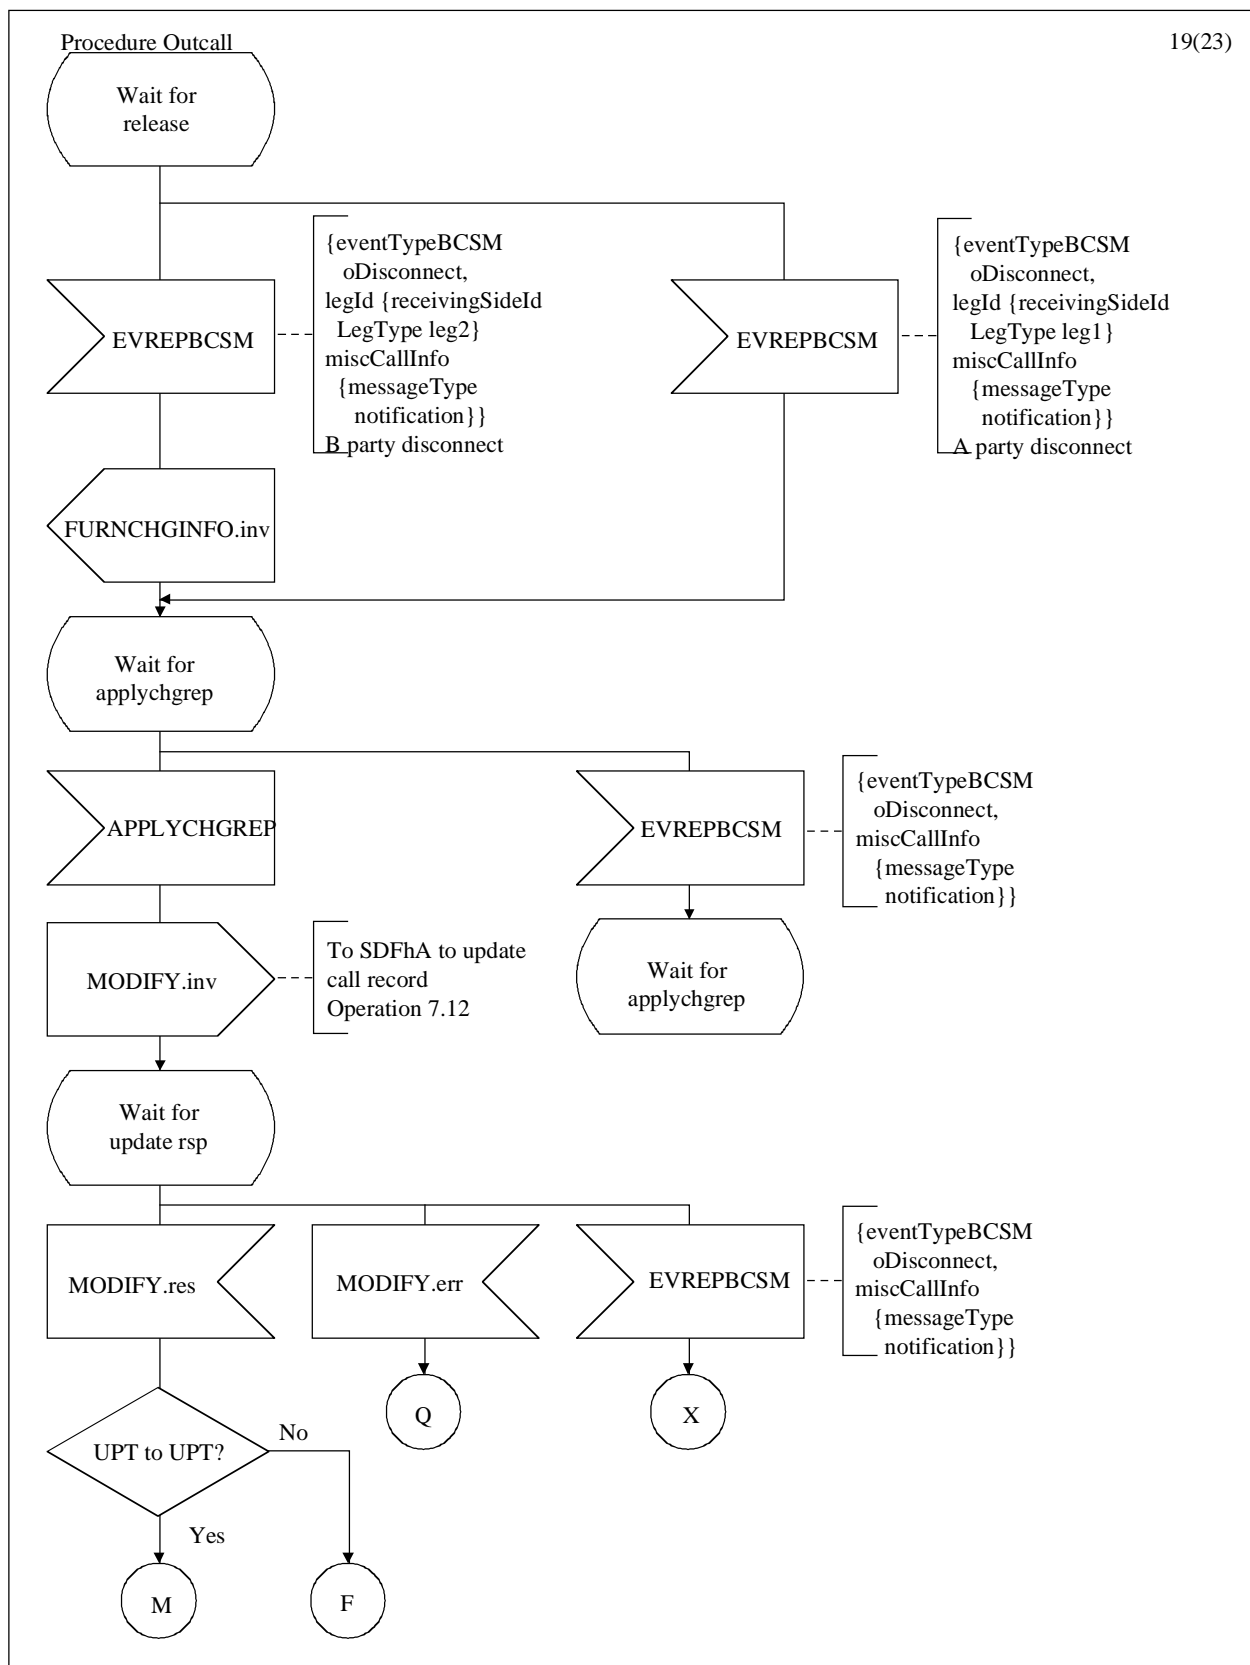 Procedure Outcall
19(23)
Wait for
release
EVREPBCSM
{eventTypeBCSM
oDisconnect,
legId {receivingSideId
LegType leg2}
miscCallInfo
{messageType
notification}}
B party disconnect
EVREPBCSM
{eventTypeBCSM
oDisconnect,
legId {receivingSideId
LegType leg1}
miscCallInfo
{messageType
notification}}
A party disconnect
FURNCHGINFO.inv
Wait for
applychgrep
APPLYCHGREP
EVREPBCSM
{eventTypeBCSM
oDisconnect,
miscCallInfo
{messageType
notification}}
MODIFY.inv
To SDFhA to update
call record
Operation 7.12
Wait for
applychgrep
Wait for
update rsp
MODIFY.res
MODIFY.err
EVREPBCSM
{eventTypeBCSM
oDisconnect,
miscCallInfo
{messageType
notification}}
Q
X
UPT to UPT?
No
Yes
M
F